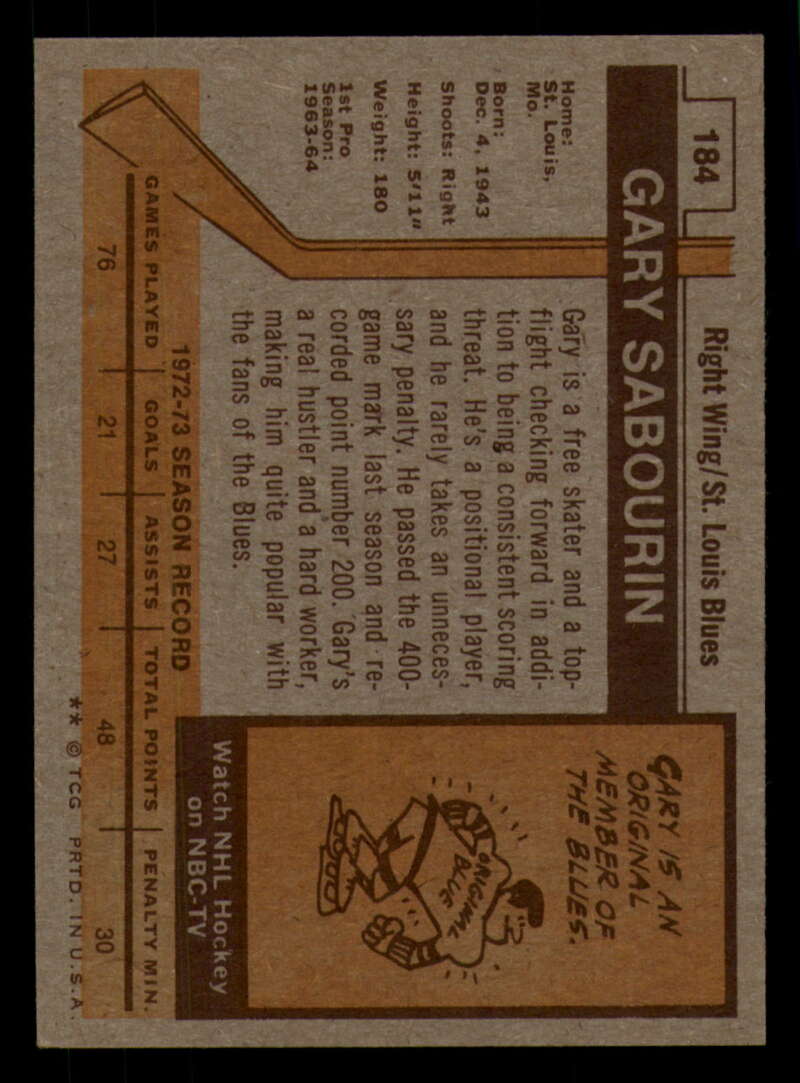 184
Right Wing/St. Louis Blues
GARY SABOURIN
Home:
St. Louis,
Mo.
Born:
Dec. 4, 1943
Shoots: Right
Height: 5'11"
Weight: 180
1st Pro
Season:
1963-64
Gary is a free skater and a top-
flight checking forward in addi-
tion to being a consistent scoring
threat. He's a positional player,
and he rarely takes an unneces-
sary penalty. He passed the 400-
game mark last season and re-
corded point number 200. Gary's
a real hustler and a hard worker,
making him quite popular with
the fans of the Blues.
GARY IS AN
ORIGINAL
MEMBER OF
THE BLUES.
ORIGINAL
BLUE
Watch NHL Hockey
on NBC-TV
1972-73 SEASON RECORD
GAMES PLAYED GOALS ASSISTS TOTAL POINTS PENALTY MIN.
76 21 27 48 30
** © TCG PRTD. IN U.S.A.